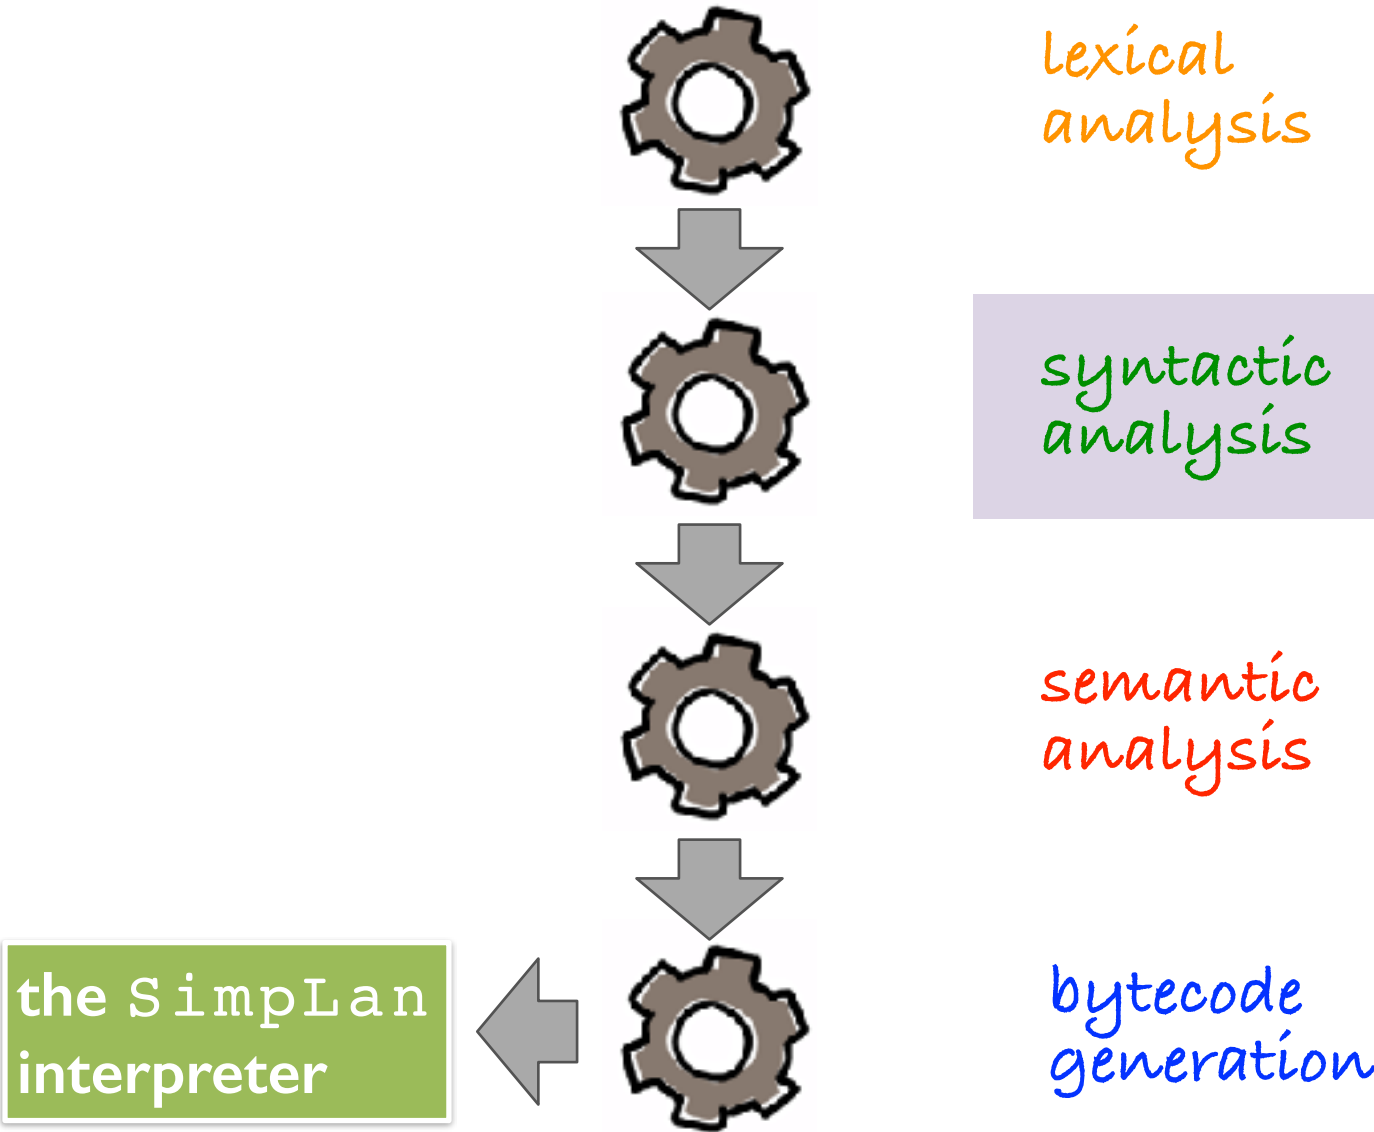 lexical
analysis
syntactic
analysis
semantic
analysis
bytecode
generation
the SimpLan
interpreter